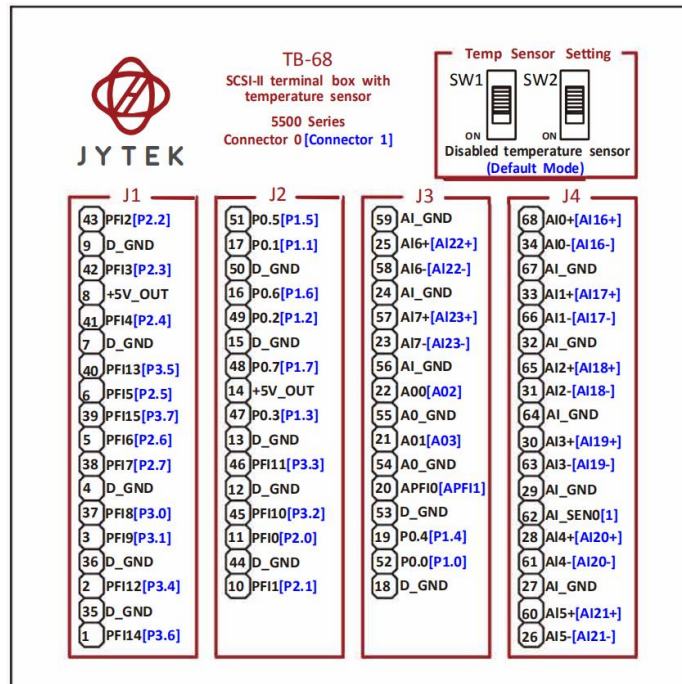 JYTEK
TB-68
SCSI-II terminal box with
temperature sensor
5500 Series
Connector 0[Connector 1]
Temp Sensor Setting
SW1
SW2
ON
ON
Disabled temperature sensor
(Default Mode)
J1
43 PFI2[P2.2]
9 D_GND
42 PFI3[P2.3]
8 +5V_OUT
41 PFI4[P2.4]
7 D_GND
40 PFI13[P3.5]
6 PFI5[P2.5]
39 PFI15[P3.7]
5 PFI6[P2.6]
38 PFI7[P2.7]
4 D_GND
37 PFI8[P3.0]
3 PFI9[P3.1]
36 D_GND
2 PFI12[P3.4]
35 D_GND
1 PFI14[P3.6]
J2
51 P0.5[P1.5]
17 P0.1[P1.1]
50 D_GND
16 P0.6[P1.6]
49 P0.2[P1.2]
15 D_GND
48 P0.7[P1.7]
14 +5V_OUT
47 P0.3[P1.3]
13 D_GND
46 PFI11[P3.3]
12 D_GND
45 PFI10[P3.2]
11 PFI0[P2.0]
44 D_GND
10 PFI1[P2.1]
J3
59 AI_GND
25 AI6+[AI22+]
58 AI6-[AI22-]
24 AI_GND
57 AI7+[AI23+]
23 AI7-[AI23-]
56 AI_GND
22 A00[A02]
55 A0_GND
21 A01[A03]
54 A0_GND
20 APFI0[APFI1]
53 D_GND
19 P0.4[P1.4]
52 P0.0[P1.0]
18 D_GND
J4
68 AI0+[AI16+]
34 AI0-[AI16-]
67 AI_GND
33 AI1+[AI17+]
66 AI1-[AI17-]
32 AI_GND
65 AI2+[AI18+]
31 AI2-[AI18-]
64 AI_GND
30 AI3+[AI19+]
63 AI3-[AI19-]
29 AI_GND
62 AI_SEN0[1]
28 AI4+[AI20+]
61 AI4-[AI20-]
27 AI_GND
60 AI5+[AI21+]
26 AI5-[AI21-]